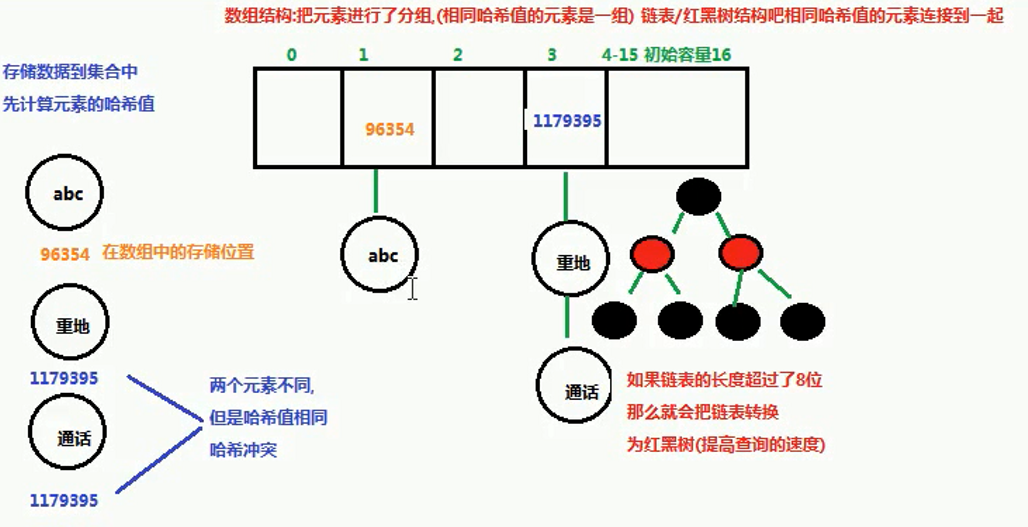 数组结构:把元素进行了分组,(相同哈希值的元素是一组) 链表/红黑树结构吧相同哈希值的元素连接到一起
0 1 2 3 4-15 初始容量16
存储数据到集合中
先计算元素的哈希值
96354 1179395
abc
96354 在数组中的存储位置
abc
重地
重地
1179395
通话
1179395
两个元素不同,
但是哈希值相同
哈希冲突
通话
如果链表的长度超过了8位
那么就会把链表转换
为红黑树(提高查询的速度)